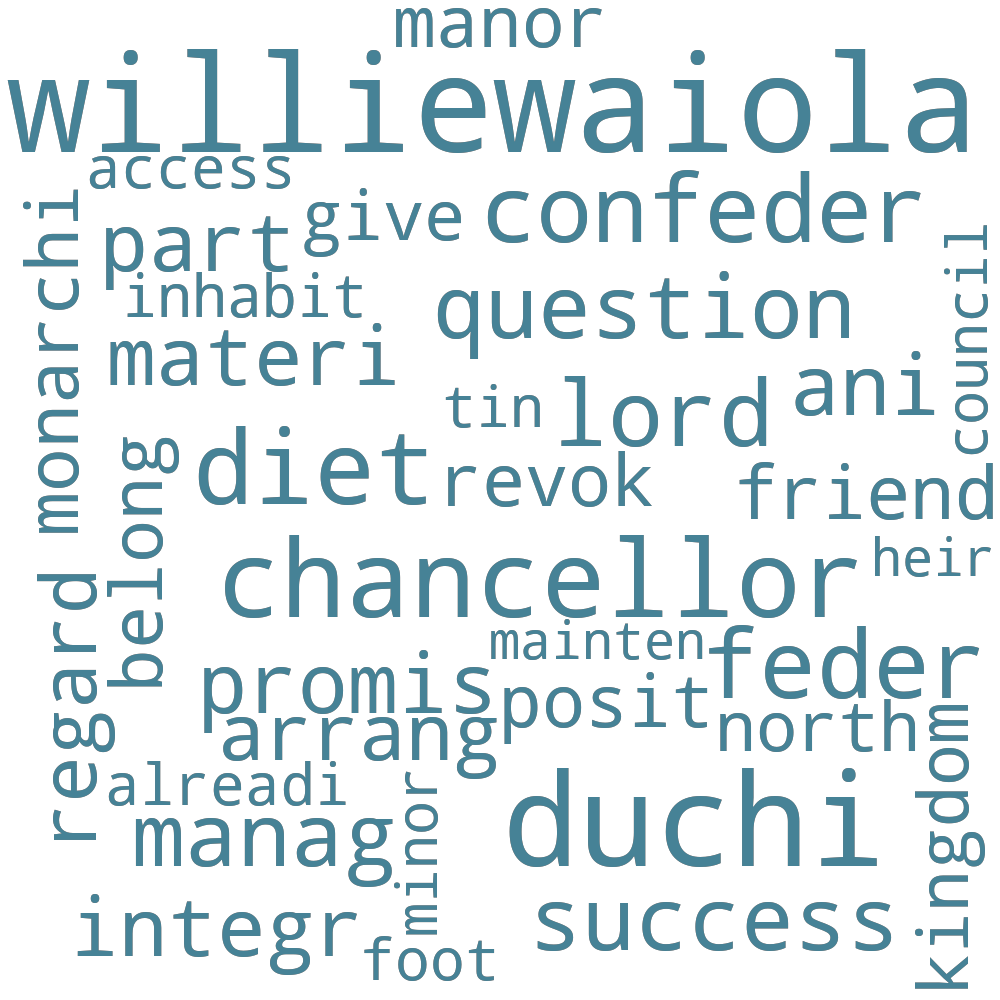 manor
williewaiola
access
give
confeder
part
monarchi
council
inhabit
question
materi
ani
tin
lord
diet
revok
friend
belong
chancellor
heir
regard
mainten
feder
promis
posit
arrang
north
kingdom
alreadi
minor
duchi
manag
integr
success
foot